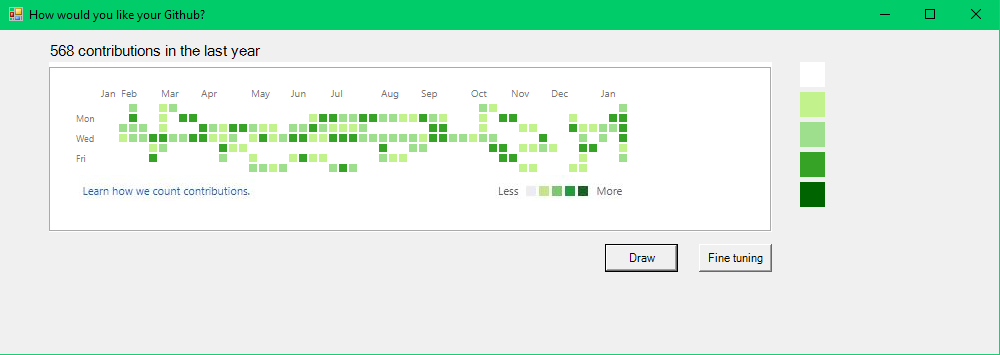 How would you like your Github?
568 contributions in the last year
Jan Feb Mar Apr May Jun Jul Aug Sep Oct Nov Dec Jan
Mon
Wed
Fri
Learn how we count contributions. Less More
Draw Fine tuning